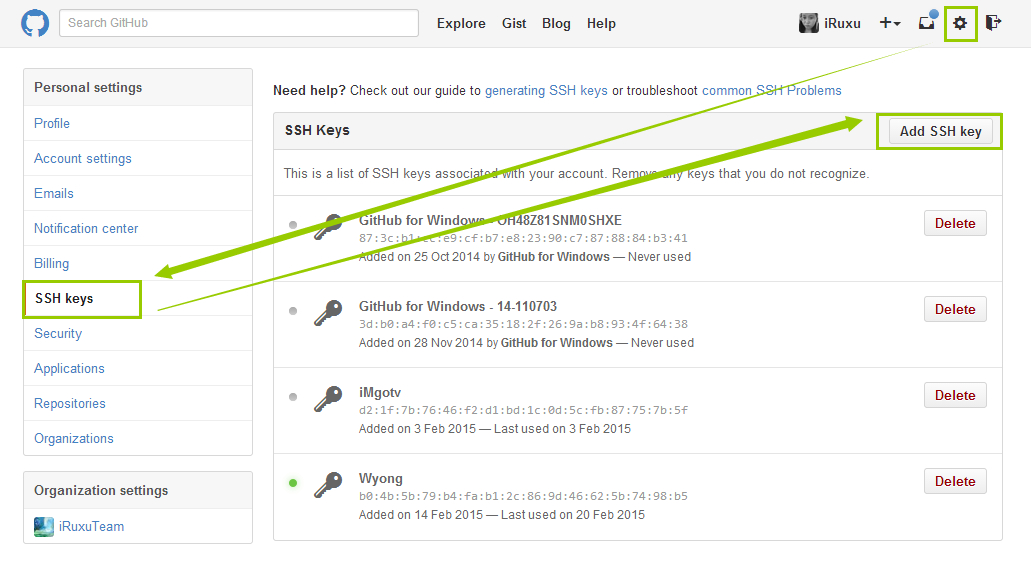 Search GitHub
Explore Gist Blog Help
iRuxu
Personal settings
Profile
Account settings
Emails
Notification center
Billing
SSH keys
Security
Applications
Repositories
Organizations
Organization settings
iRuxuTeam
Need help? Check out our guide to generating SSH keys or troubleshoot common SSH Problems
SSH Keys
Add SSH key
This is a list of SSH keys associated with your account. Remove any keys that you do not recognize.
GitHub for Windows - OH48Z81SNM0SHXE
Delete
87:3c:b1: :e9:cf:b7:e8:23:90:c7:87:88:84:b3:41
Added on 25 Oct 2014 by GitHub for Windows — Never used
GitHub for Windows - 14-110703
Delete
3d:b0:a4:f0:c5:ca:35:18:2f:26:9a:b8:93:4f:64:38
Added on 28 Nov 2014 by GitHub for Windows — Never used
iMgotv
Delete
d2:1f:7b:76:46:f2:d1:bd:1c:0d:5c:fb:87:75:7b:5f
Added on 3 Feb 2015 — Last used on 3 Feb 2015
Wyong
Delete
b0:4b:5b:79:b4:fa:b1:2c:86:9d:46:62:5b:74:98:b5
Added on 14 Feb 2015 — Last used on 20 Feb 2015